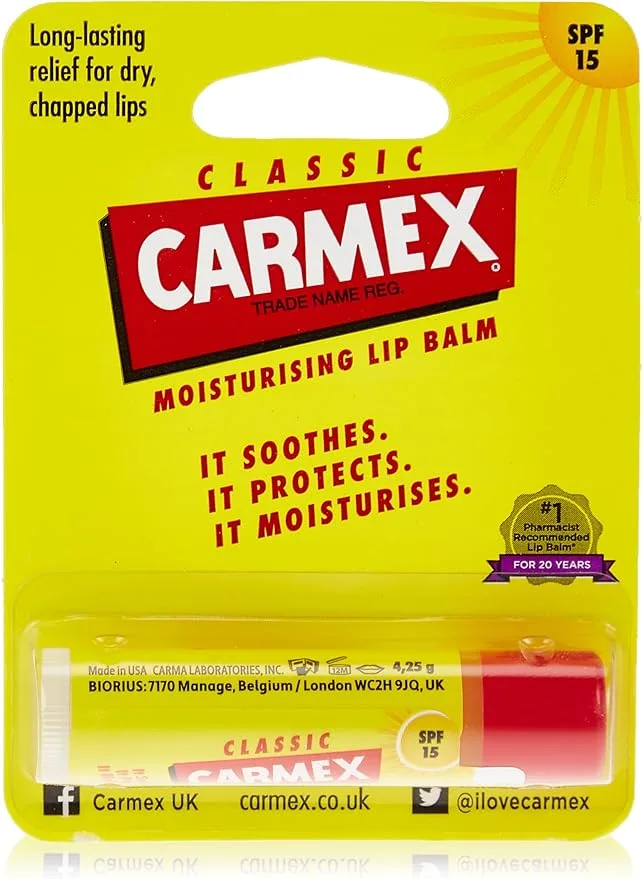 Long-lasting
relief for dry,
chapped lips
SPF
15
CLASSIC
CARMEX®
TRADE NAME REG.
MOISTURISING LIP BALM
IT SOOTHES.
IT PROTECTS.
IT MOISTURISES.
#1
Pharmacist
Recommended
Lip Balm*
FOR 20 YEARS
Made in USA CARMA LABORATORIES, INC. 12M 4,25 g
BIORIUS: 7170 Manage, Belgium / London WC2H 9JQ, UK
SPF
15
CLASSIC
CARMEX
f Carmex UK carmex.co.uk @ilovecarmex